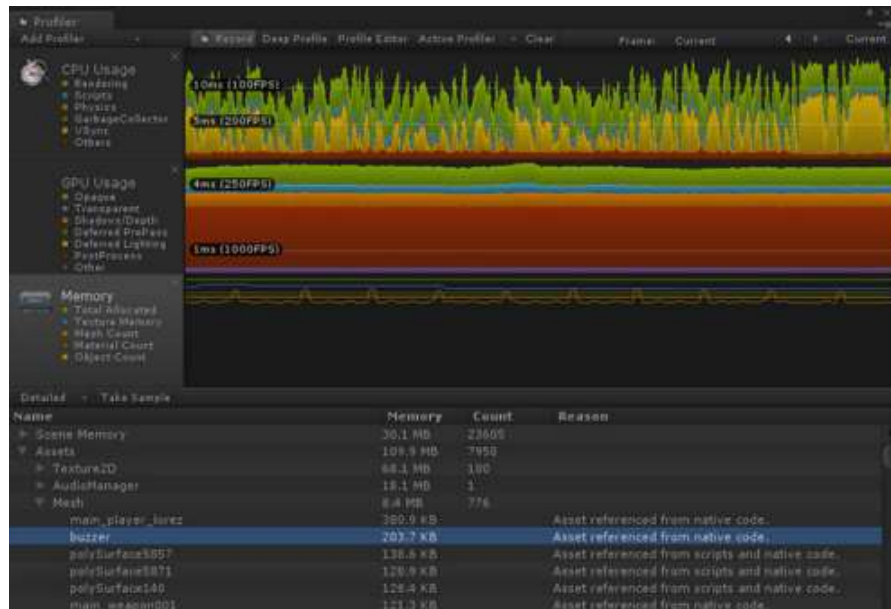 Profiler
Add Profiler Record Deep Profile Profile Editor Active Profiler Clear Frame: Current Current
CPU Usage
Rendering
Scripts
Physics
GarbageCollector
VSync
Others
10ms (100FPS)
5ms (200FPS)
GPU Usage
Opaque
Transparent
Shadows/Depth
Deferred PrePass
Deferred Lighting
PostProcess
Other
4ms (250FPS)
1ms (1000FPS)
Memory
Total Allocated
Texture Memory
Mesh Count
Material Count
Object Count
Detailed Take Sample
Name Memory Count Reason
Scene Memory 30.1 MB 23605
Assets 109.9 MB 7950
Texture2D 68.1 MB 180
AudioManager 18.1 MB 1
Mesh 8.4 MB 776
main_player_lorez 380.9 KB Asset referenced from native code.
buzzer 203.7 KB Asset referenced from native code.
polySurface5857 138.6 KB Asset referenced from scripts and native code.
polySurface5871 128.9 KB Asset referenced from scripts and native code.
polySurface140 128.4 KB Asset referenced from scripts and native code.
main_weapon001 121.3 KB Asset referenced from scripts and native code.